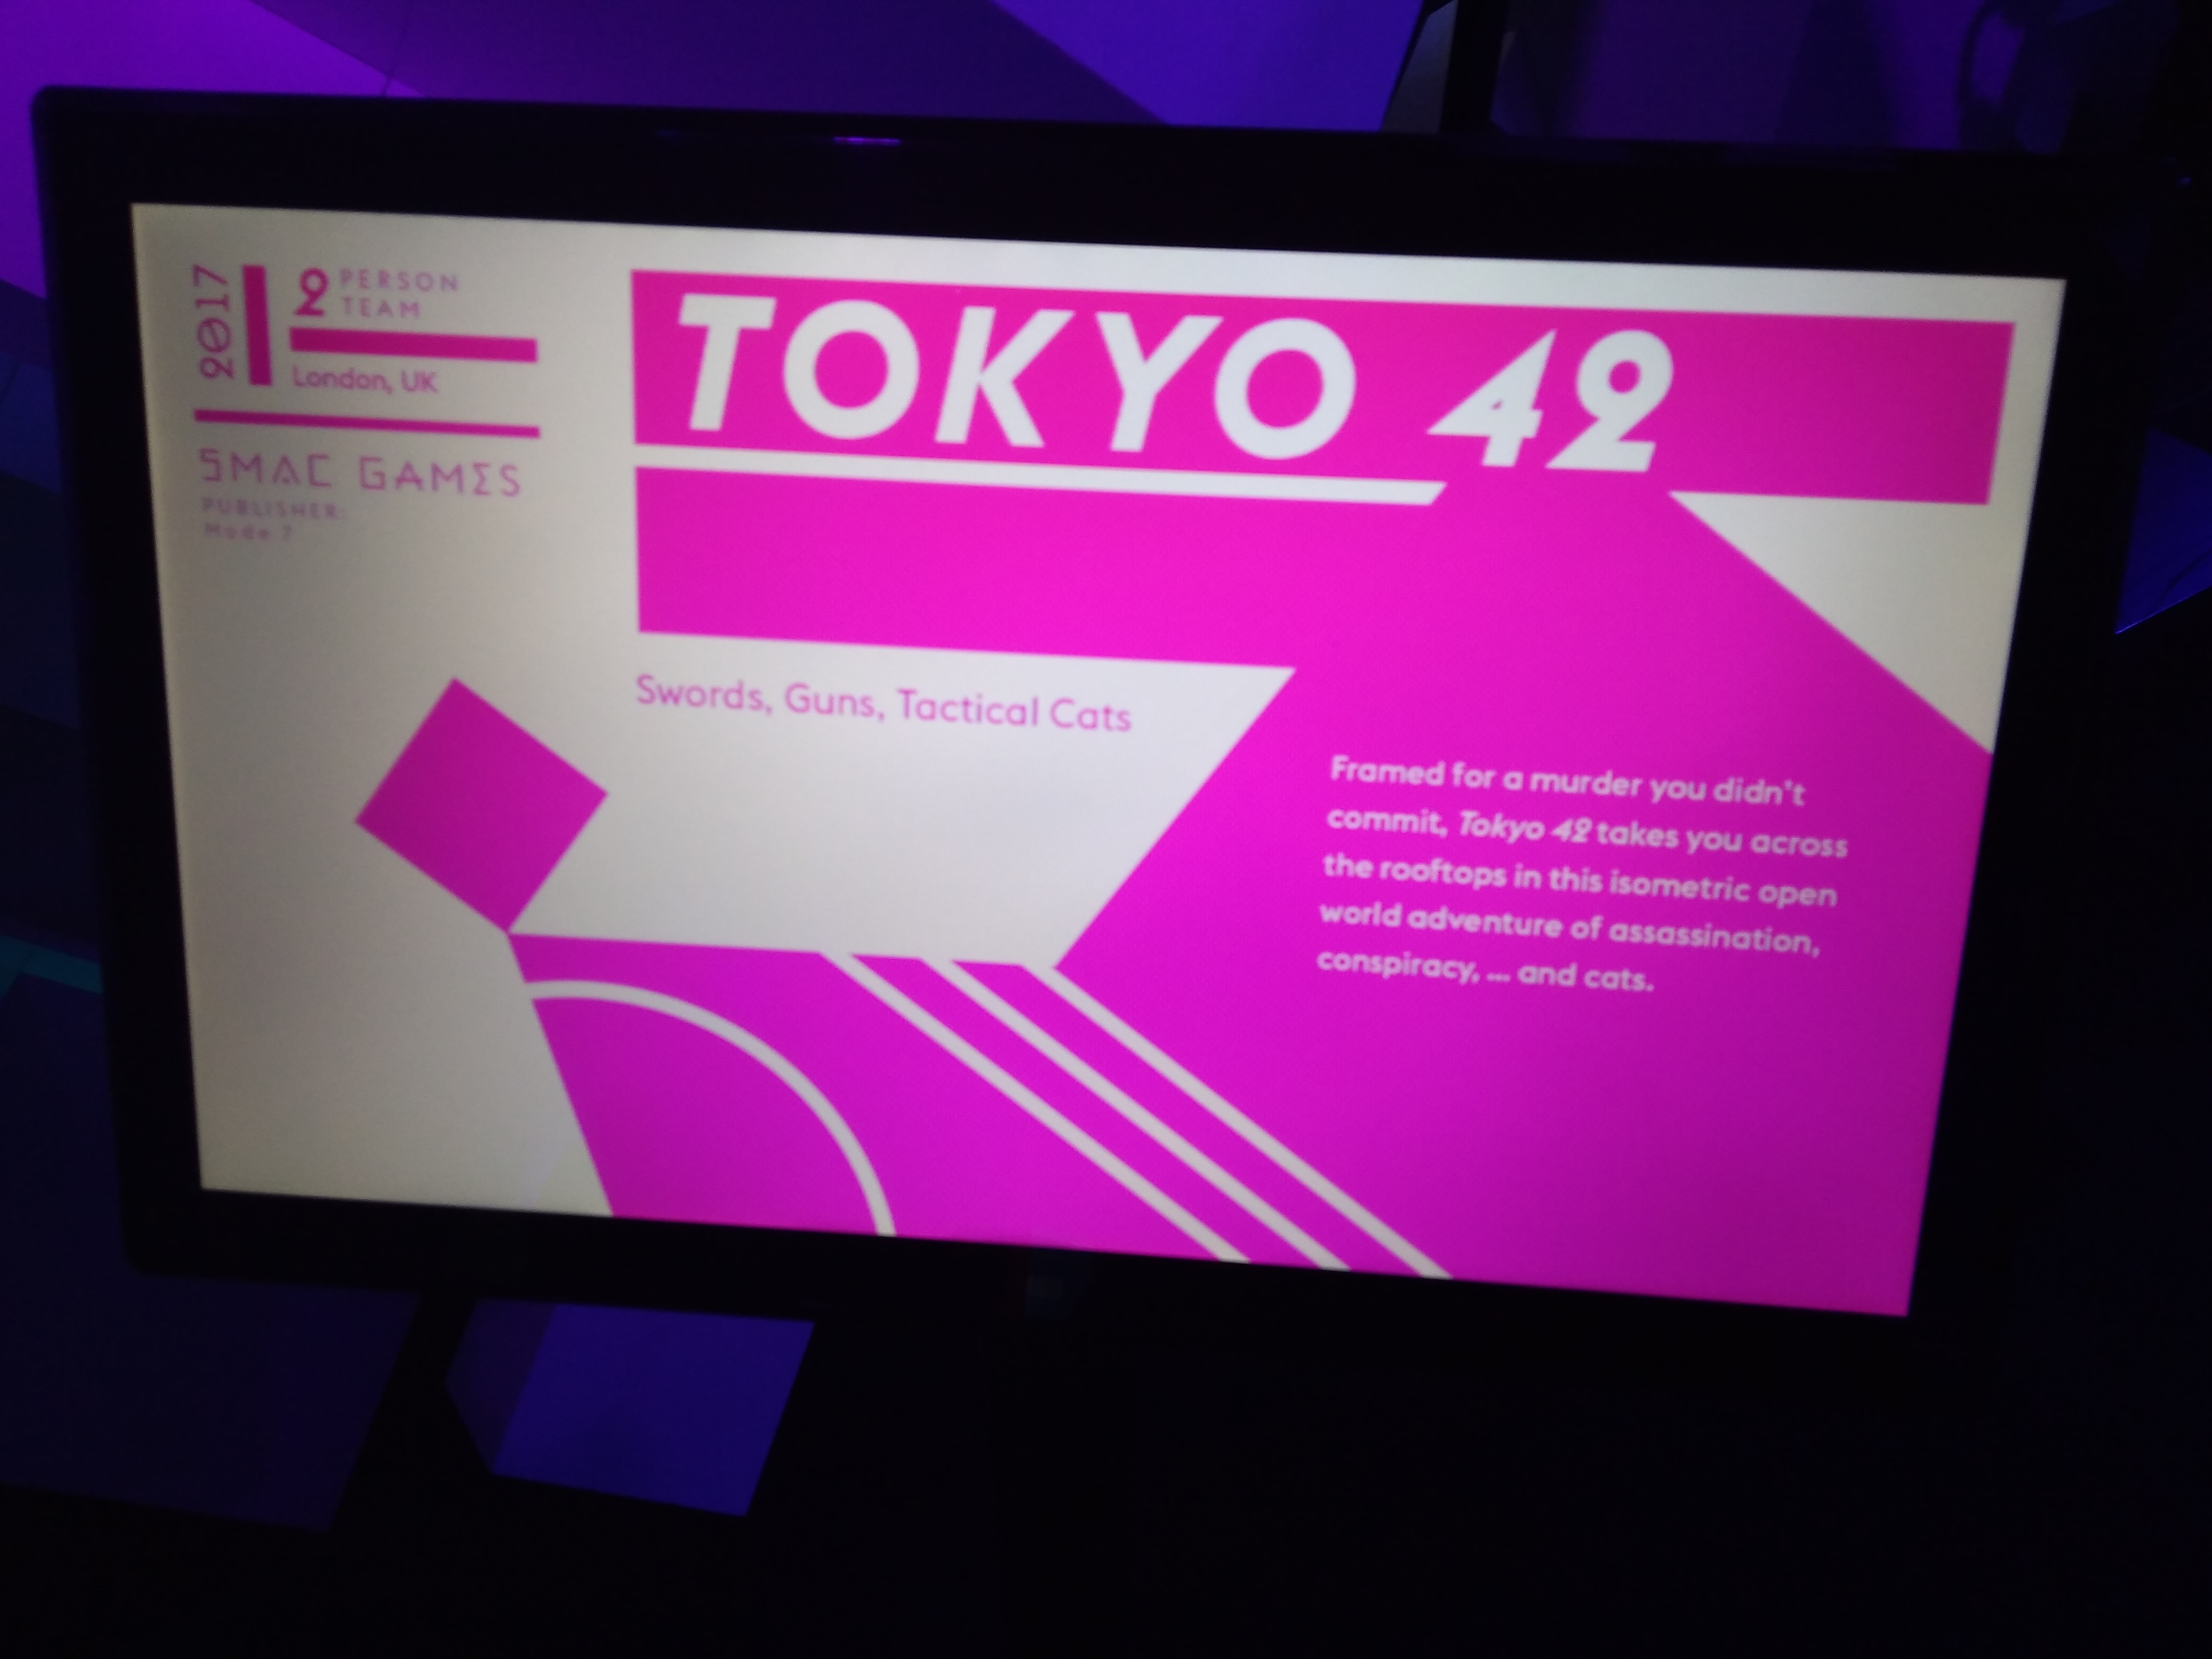 2017
2 PERSON
TEAM
London, UK
SMAC GAMES
PUBLISHER:
Mode 7
TOKYO 42
Swords, Guns, Tactical Cats
Framed for a murder you didn't
commit, Tokyo 42 takes you across
the rooftops in this isometric open
world adventure of assassination,
conspiracy, ... and cats.